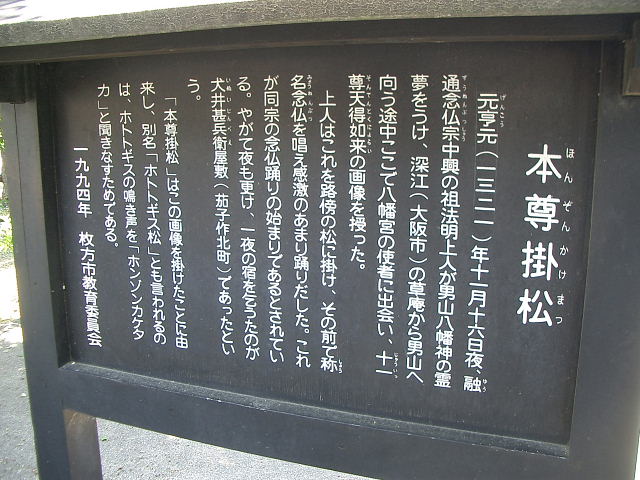 本尊掛松
ほんぞんかけまつ
元亨元(一三二一)年十一月十六日夜、融
通念仏宗中興の祖法明上人が男山八幡神の霊
夢をうけ、深江(大阪市)の草庵から男山へ
向う途中ここで八幡宮の使者に出会い、十一
尊天得如来の画像を授った。
上人はこれを路傍の松に掛け、その前で称
名念仏を唱え感激のあまり踊りだした。これ
が同宗の念仏踊りの始まりであるとされてい
る。やがて夜も更け、一夜の宿を乞うたのが
犬井甚兵衛屋敷(茄子作北町)であったとい
う。
「本尊掛松」はこの画像を掛けたことに由
来し、別名「ホトトギス松」とも言われるの
は、ホトトギスの鳴き声を「ホンゾンカケタ
カ」と聞きなすためである。
一九九四年 枚方市教育委員会